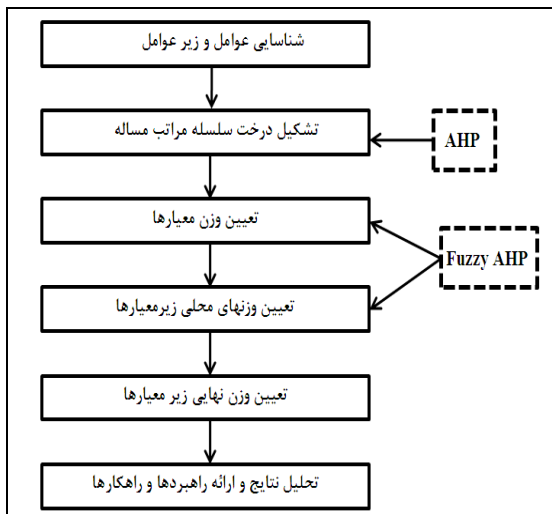 شناسایی عوامل و زیر عوامل
تشکیل درخت سلسله مراتب مساله
AHP
تعیین وزن معیارها
Fuzzy AHP
تعیین وزنهای محلی زیرمعیارها
تعیین وزن نهایی زیر معیارها
تحلیل نتایج و ارائه راهبردها و راهکارها